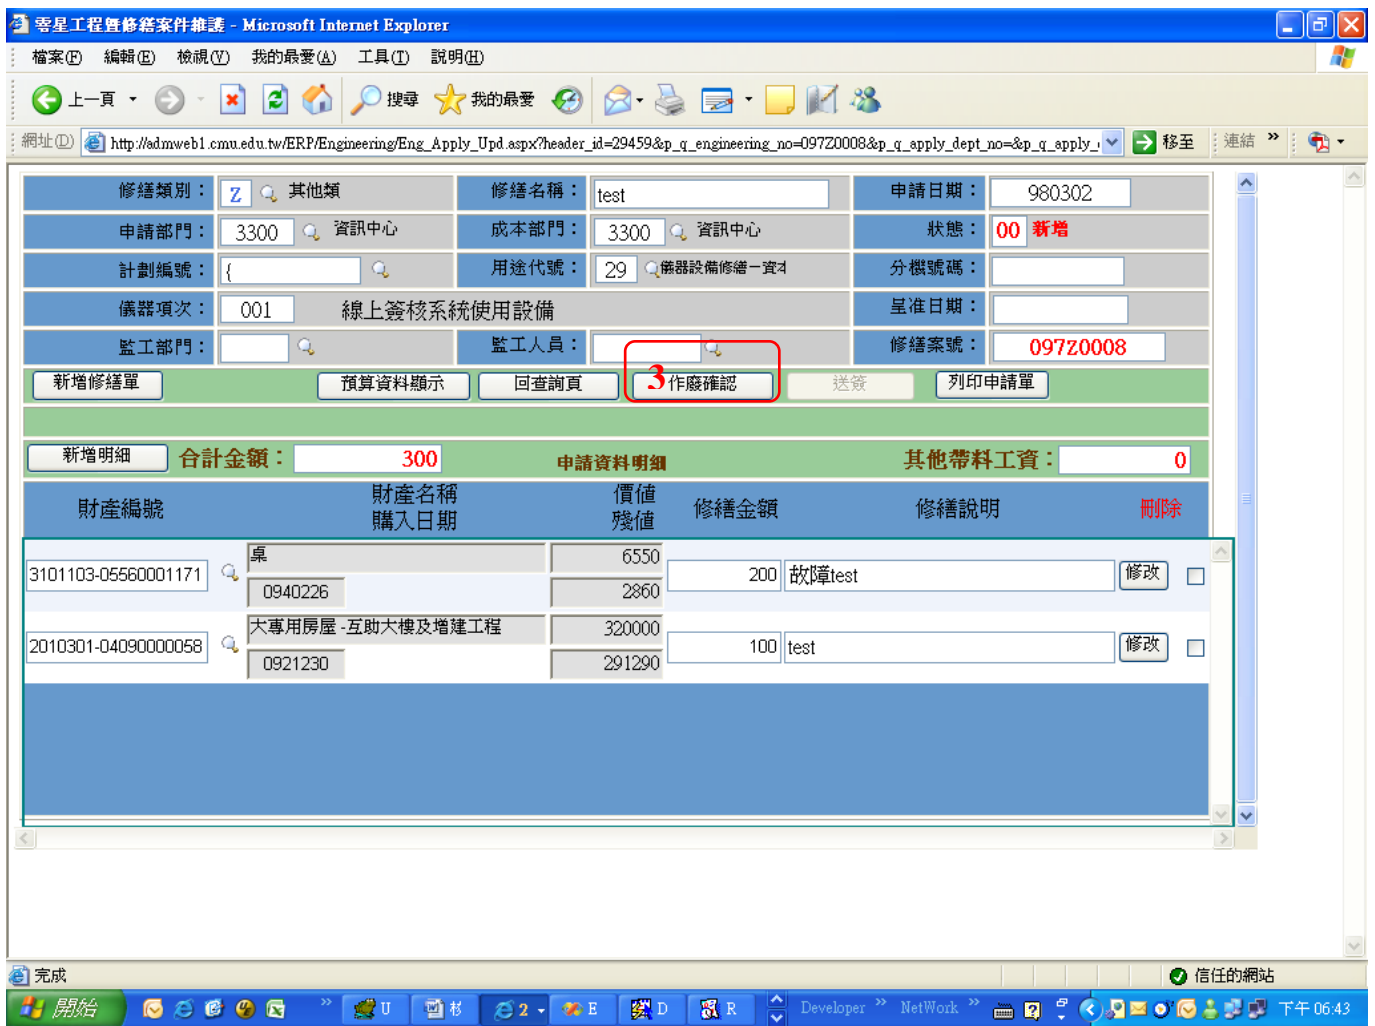 零星工程暨修繕案件維護 - Microsoft Internet Explorer
檔案(F) 編輯(E) 檢視(V) 我的最愛(A) 工具(T) 說明(H)
上一頁 搜尋 我的最愛
網址(D) http://admweb1.cmu.edu.tw/ERP/Engineering/Eng_Apply_Upd.aspx?header_id=29459&p_q_engineering_no=097Z0008&p_q_apply_dept_no=&p_q_apply_ 移至 連結 »
修繕類別： Z 其他類 修繕名稱： test 申請日期： 980302
申請部門： 3300 資訊中心 成本部門： 3300 資訊中心 狀態： 00 新增
計劃編號： { 用途代號： 29 儀器設備修繕－資才 分機號碼：
儀器項次： 001 線上簽核系統使用設備 呈准日期：
監工部門： 監工人員： 修繕案號： 097Z0008
新增修繕單 預算資料顯示 回查詢頁 3 作廢確認 送簽 列印申請單
新增明細 合計金額： 300 申請資料明細 其他帶料工資： 0
財產編號 財產名稱 購入日期 價值 殘值 修繕金額 修繕說明 刪除
3101103-05560001171 桌 6550 200 故障test 修改
0940226 2860
2010301-04090000058 大專用房屋 -互助大樓及增建工程 320000 100 test 修改
0921230 291290
完成 信任的網站
開始 » U 杉 2 E D R Developer » NetWork » 下午 06:43